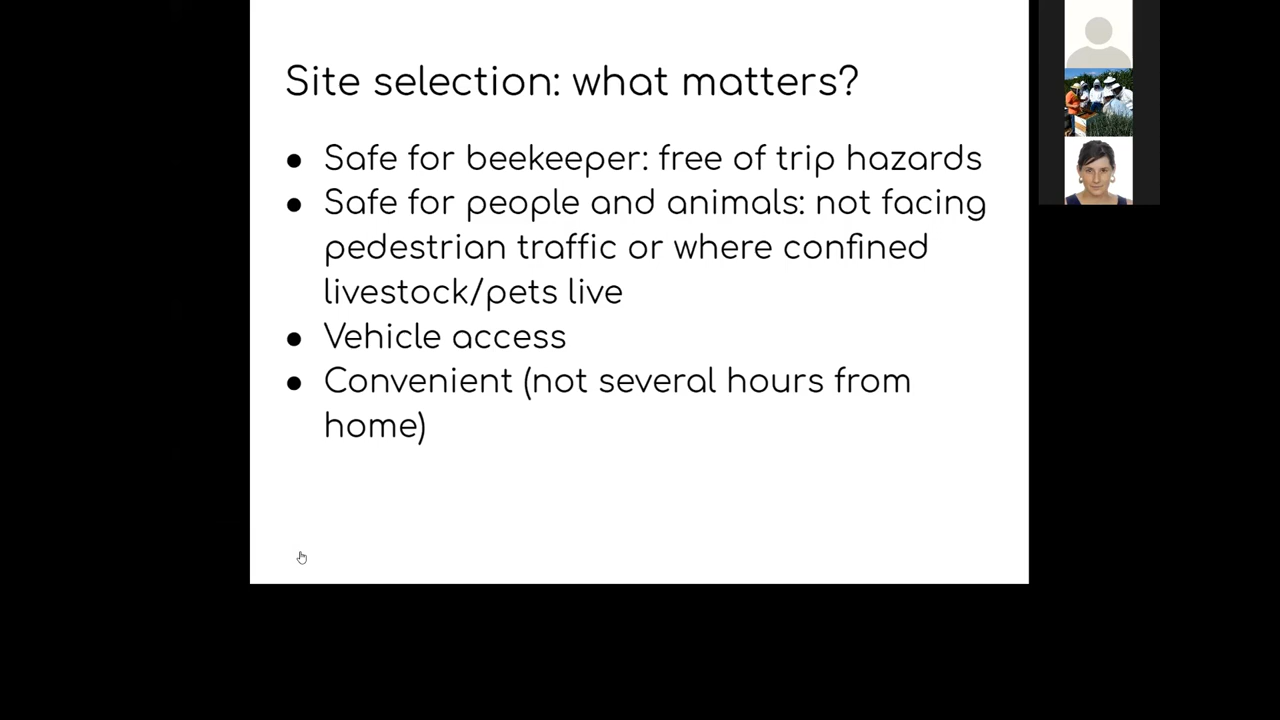 Site selection: what matters?
● Safe for beekeeper: free of trip hazards
● Safe for people and animals: not facing
pedestrian traffic or where confined
livestock/pets live
● Vehicle access
● Convenient (not several hours from
home)